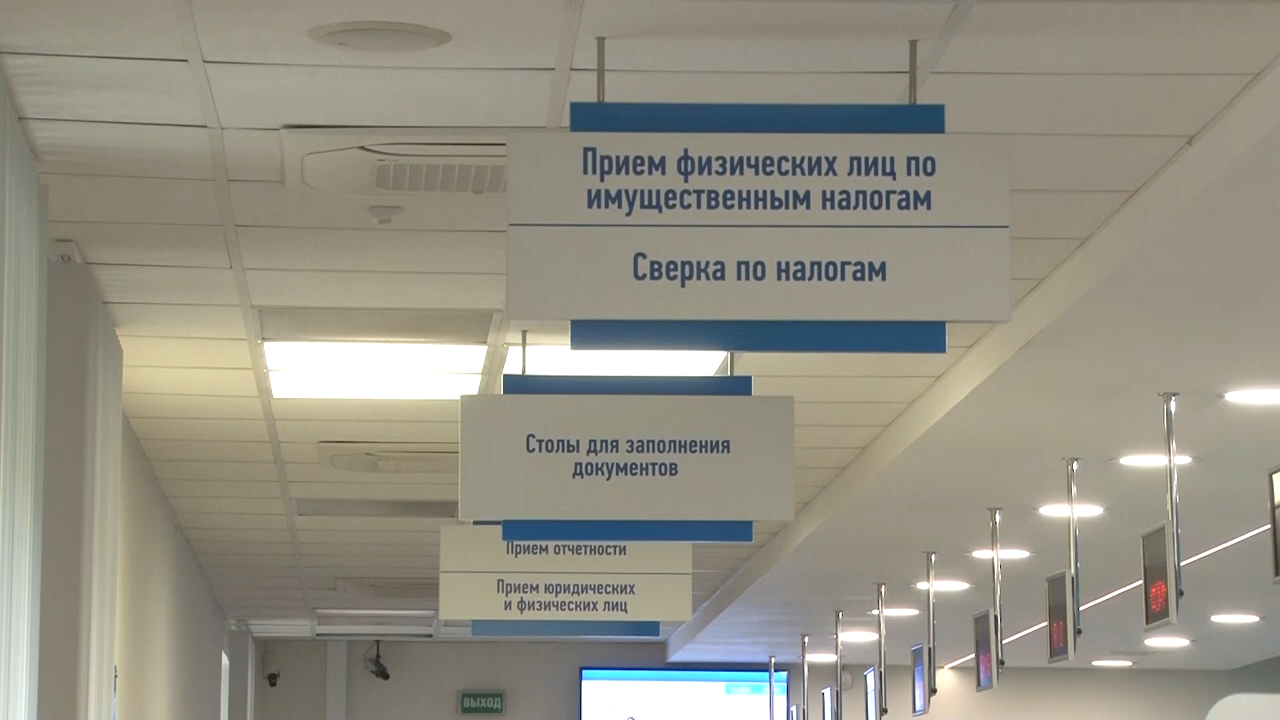 Прием физических лиц по
имущественным налогам
Сверка по налогам
Столы для заполнения
документов
Прием отчетности
Прием юридических
и физических лиц
ВЫХОД